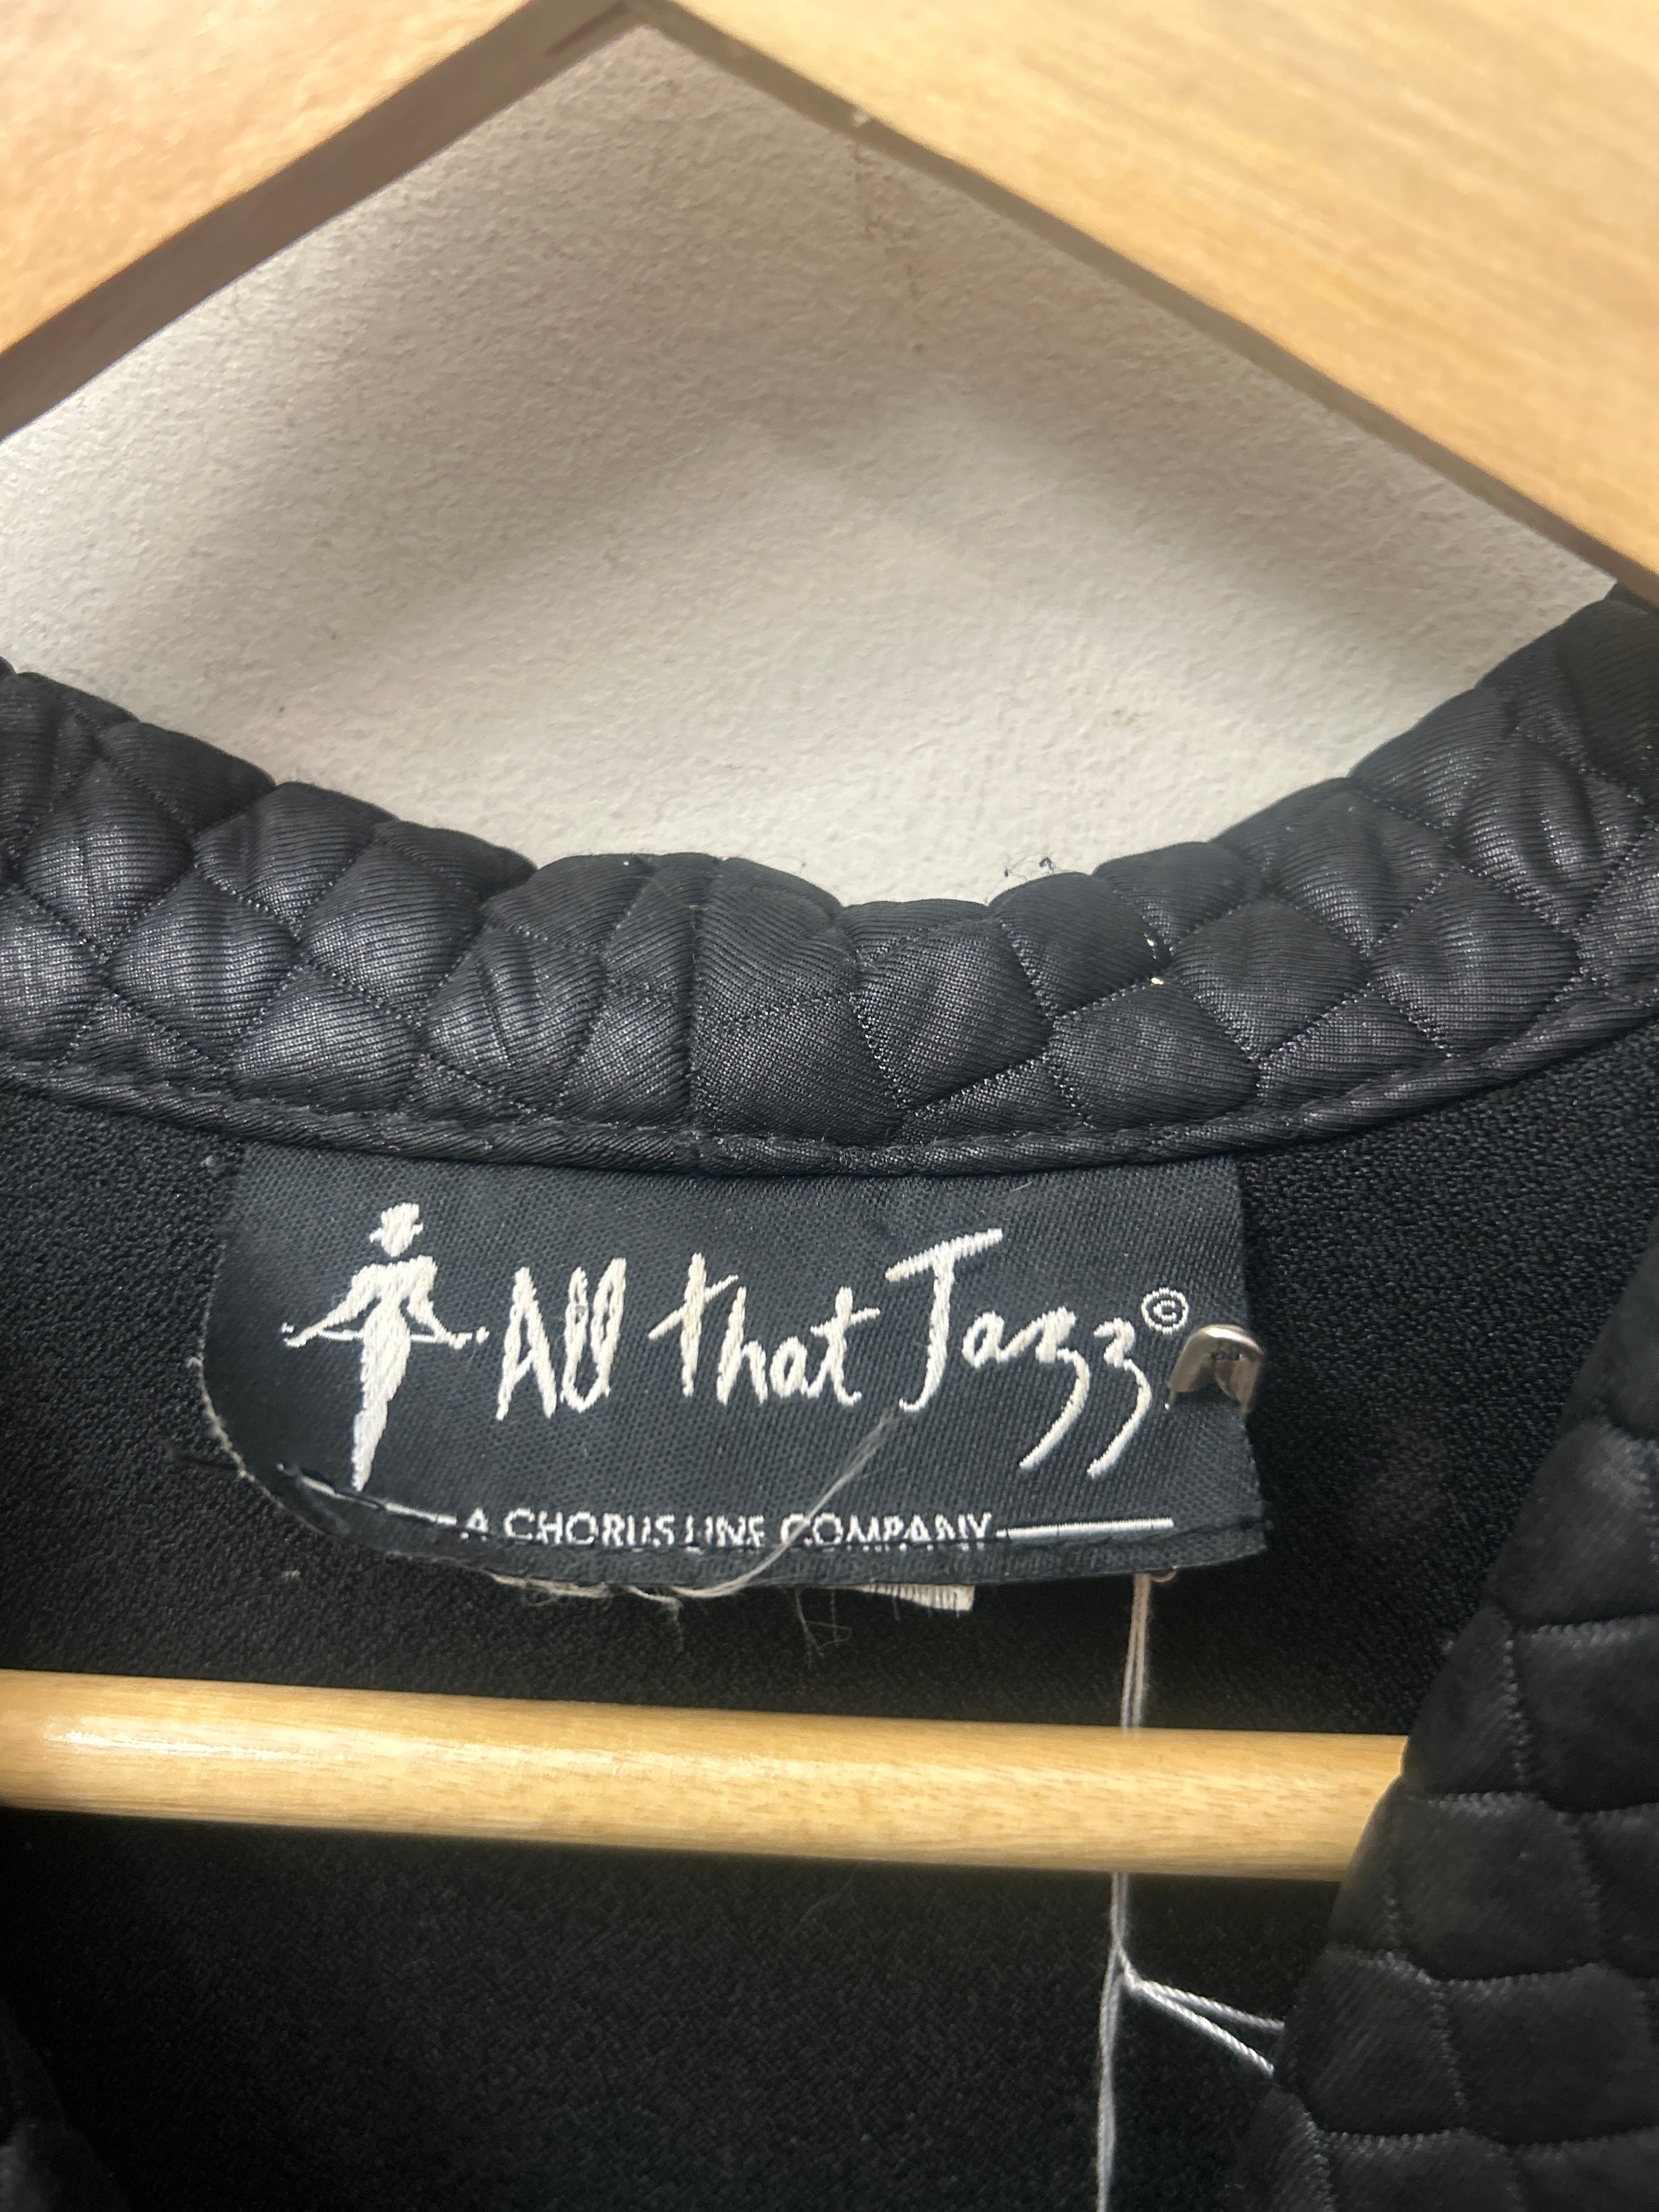 All that Jazz©
A CHORUS LINE COMPANY